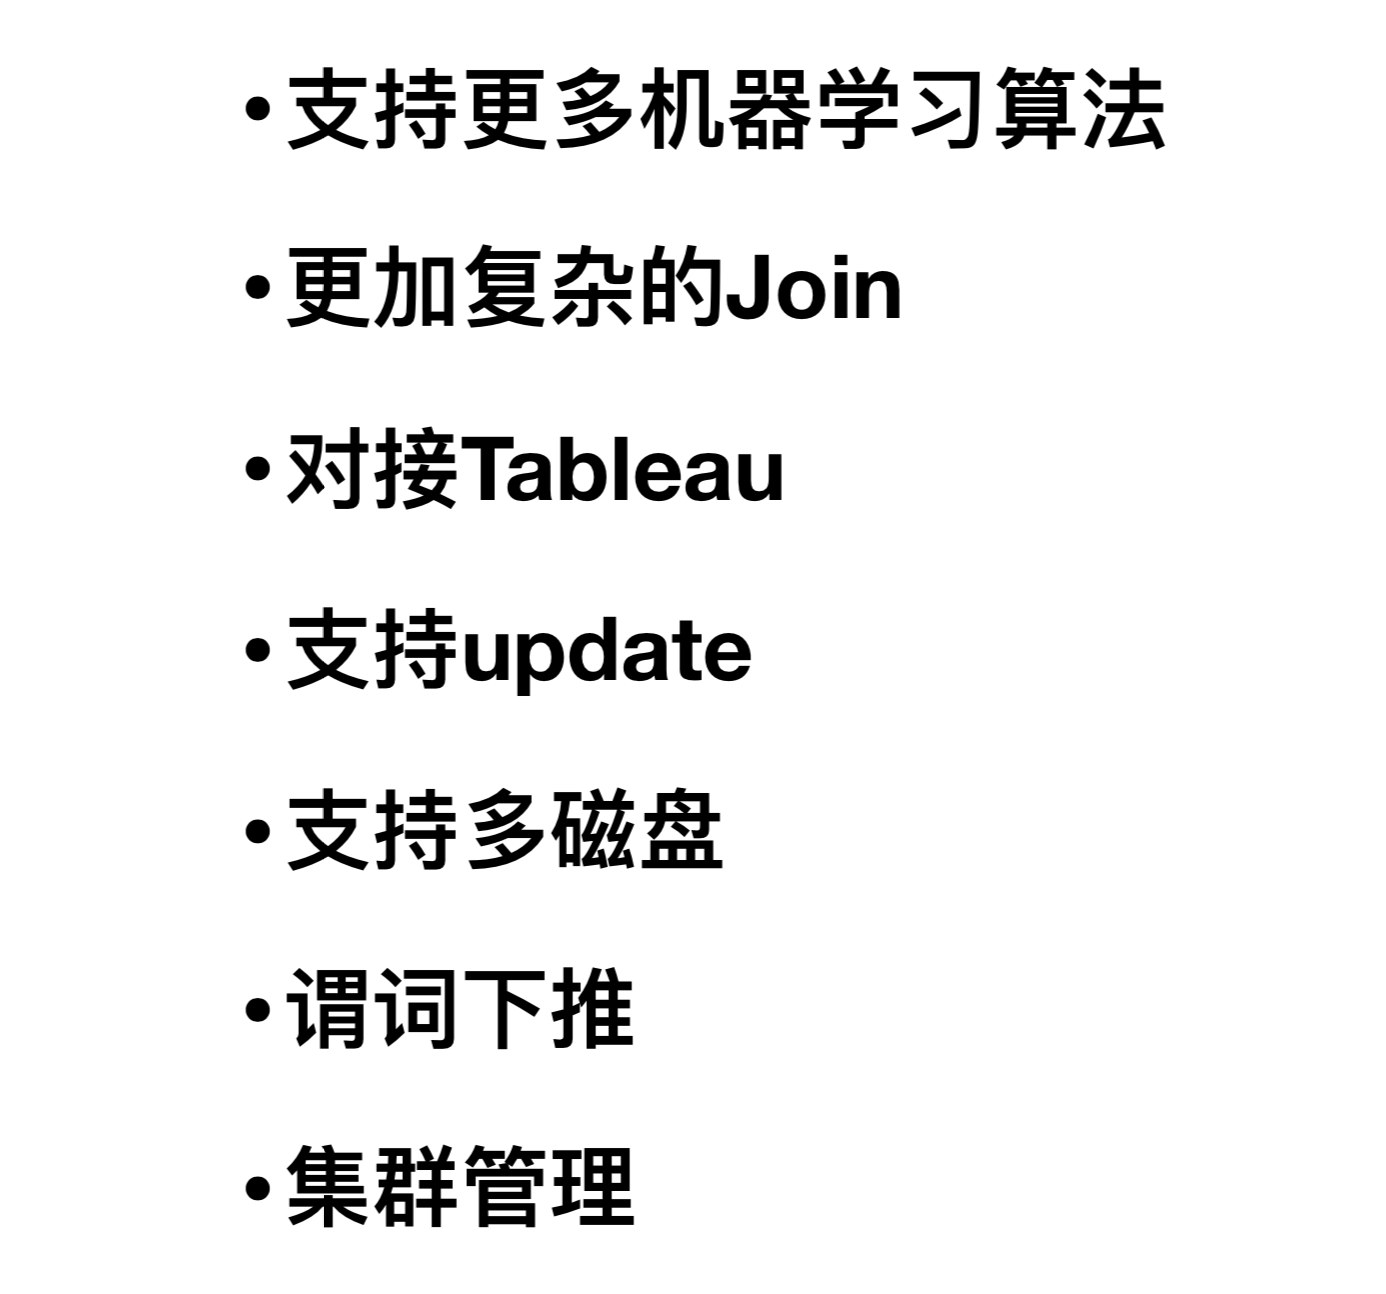 • 支持更多机器学习算法
• 更加复杂的Join
• 对接Tableau
• 支持update
• 支持多磁盘
• 谓词下推
• 集群管理